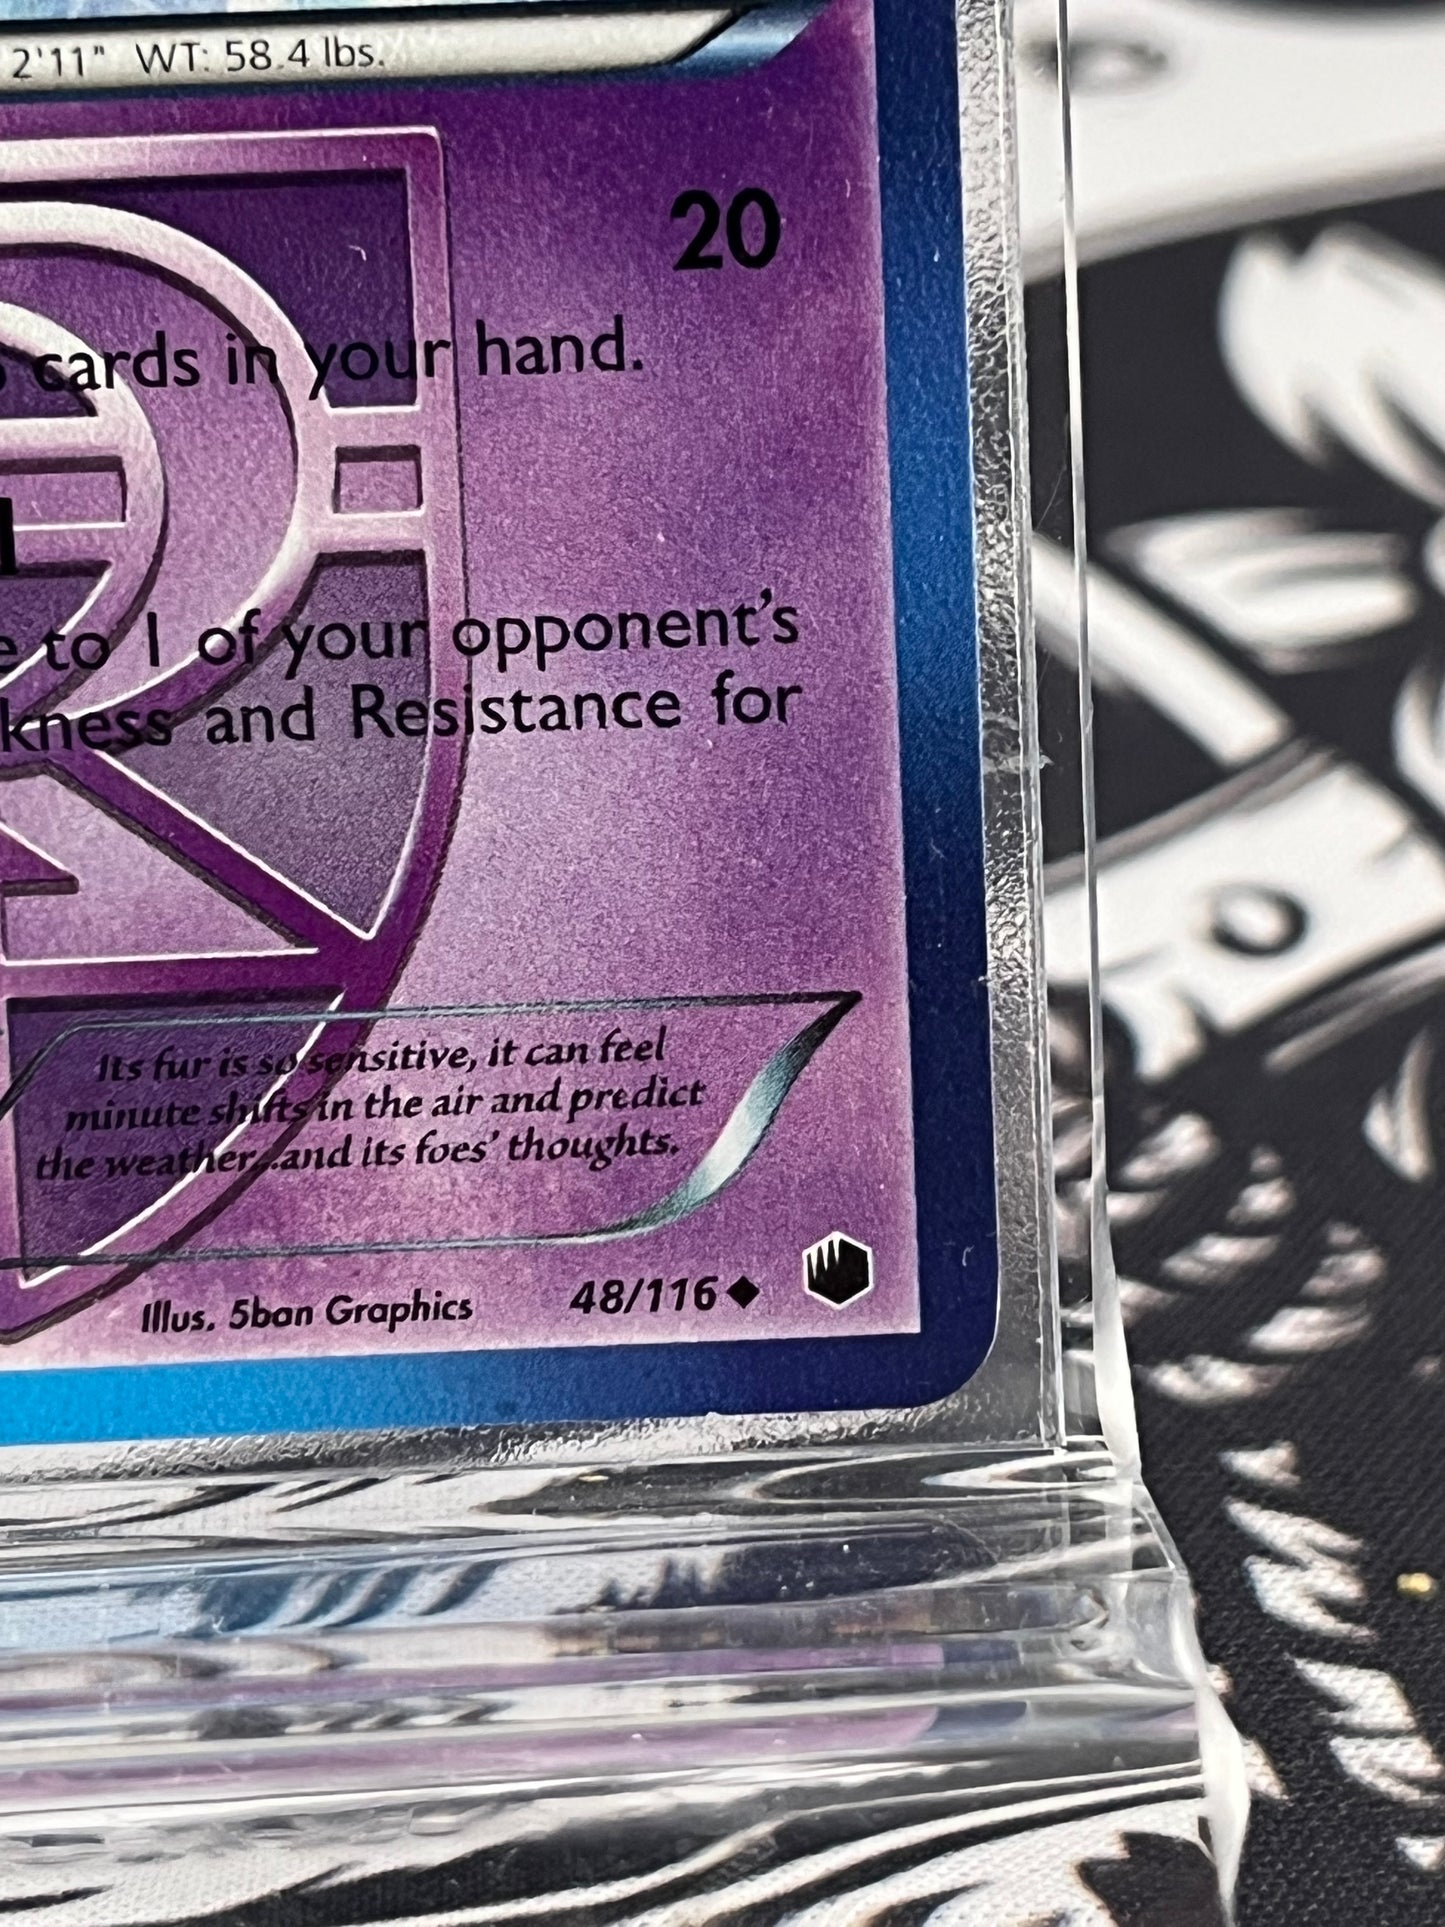 2'11" WT: 58.4 lbs.
20
cards in your hand.
to 1 of your opponent's
and Resistance for
Its fur is so sensitive, it can feel
minute shifts in the air and predict
the weather...and its foes' thoughts.
Illus. 5ban Graphics 48/116